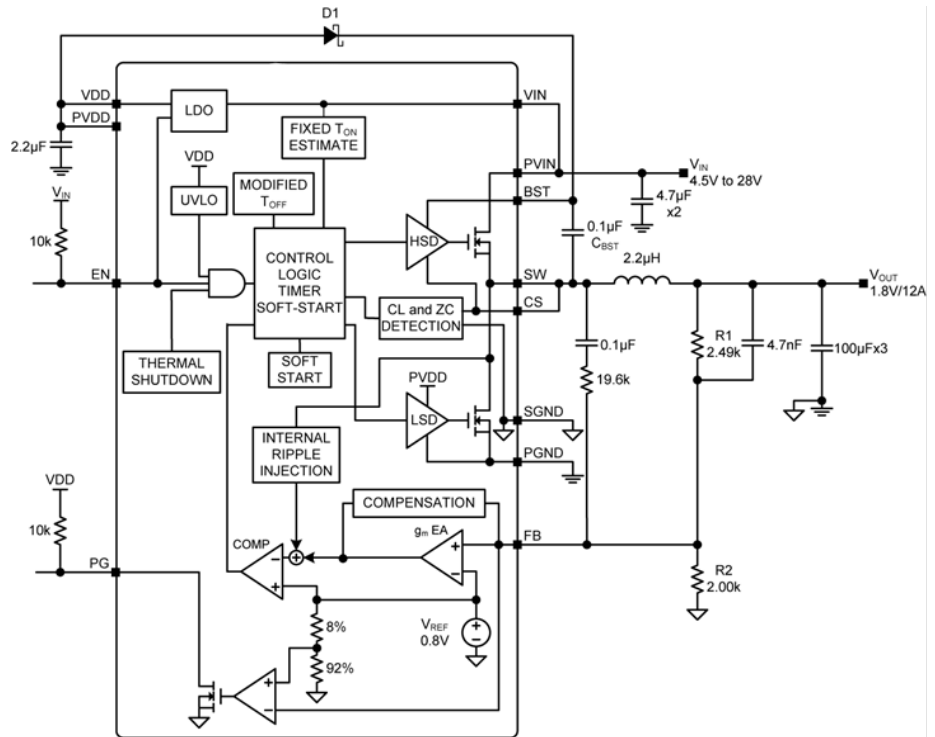 D1
VDD
LDO
VIN
PVDD
FIXED TON
ESTIMATE
2.2µF
VDD
PVIN
VIN
4.5V to 28V
VIN
UVLO
MODIFIED
TOFF
BST
4.7µF
x2
10k
HSD
0.1µF
CBST
CONTROL
LOGIC
TIMER
SOFT-START
2.2µH
EN
SW
VOUT
1.8V/12A
CL and ZC
DETECTION
CS
THERMAL
SHUTDOWN
SOFT
START
0.1µF
R1
2.49k
4.7nF
100µFx3
PVDD
19.6k
LSD
SGND
INTERNAL
RIPPLE
INJECTION
PGND
VDD
COMPENSATION
10k
gm EA
FB
COMP
PG
R2
2.00k
8%
VREF
0.8V
92%